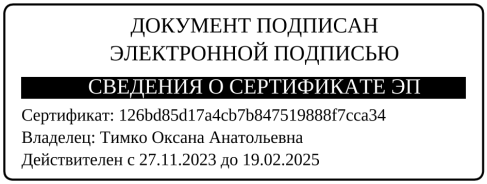 ДОКУМЕНТ ПОДПИСАН
ЭЛЕКТРОННОЙ ПОДПИСЬЮ
СВЕДЕНИЯ О СЕРТИФИКАТЕ ЭП
Сертификат: 126bd85d17a4cb7b847519888f7cca34
Владелец: Тимко Оксана Анатольевна
Действителен с 27.11.2023 до 19.02.2025